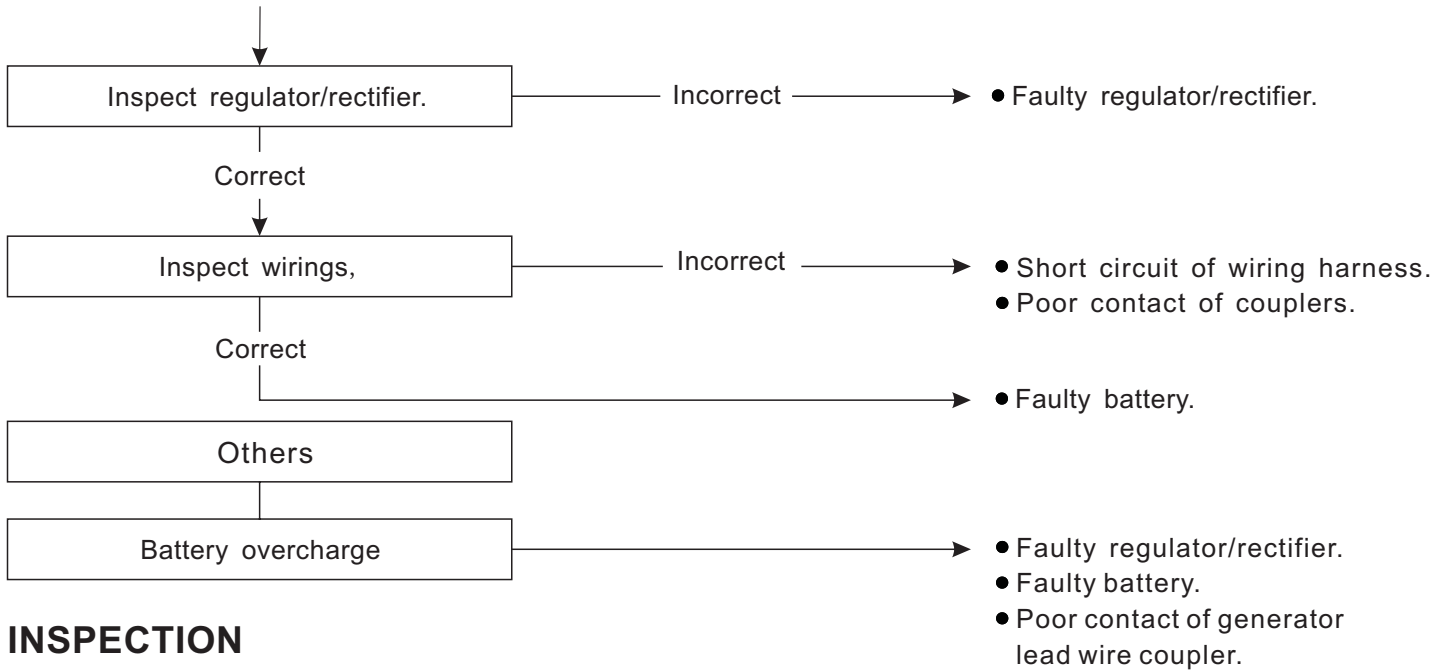 Inspect regulator/rectifier.
Incorrect
● Faulty regulator/rectifier.
Correct
Inspect wirings,
Incorrect
● Short circuit of wiring harness.
● Poor contact of couplers.
Correct
● Faulty battery.
Others
Battery overcharge
● Faulty regulator/rectifier.
● Faulty battery.
● Poor contact of generator
lead wire coupler.
INSPECTION